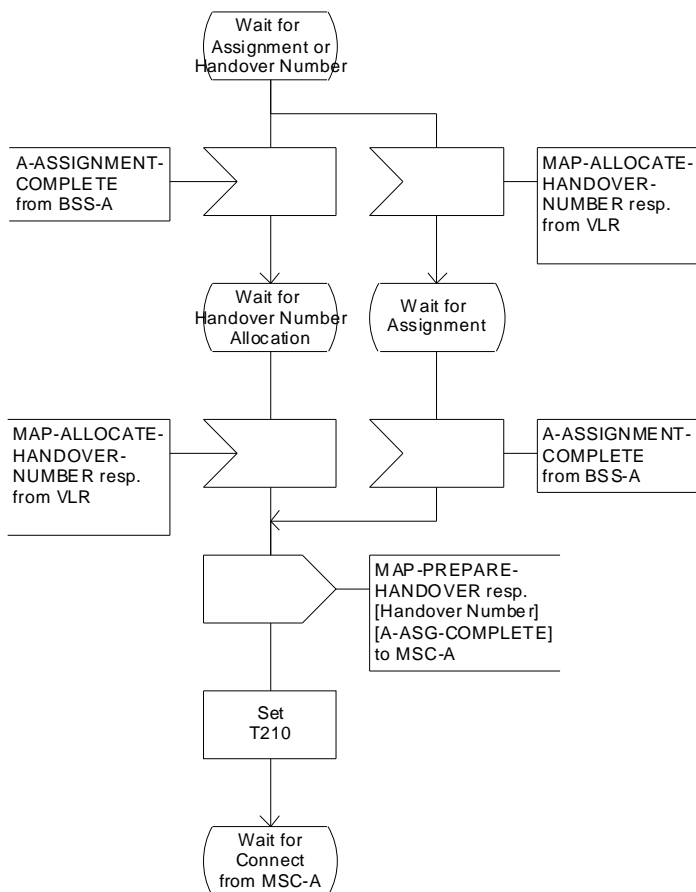 Wait for
Assignment or
Handover Number
A-ASSIGNMENT-
COMPLETE
from BSS-A
MAP-ALLOCATE-
HANDOVER-
NUMBER resp.
from VLR
Wait for
Handover Number
Allocation
Wait for
Assignment
MAP-ALLOCATE-
HANDOVER-
NUMBER resp.
from VLR
A-ASSIGNMENT-
COMPLETE
from BSS-A
MAP-PREPARE-
HANDOVER resp.
[Handover Number]
[A-ASG-COMPLETE]
to MSC-A
Set
T210
Wait for
Connect
from MSC-A